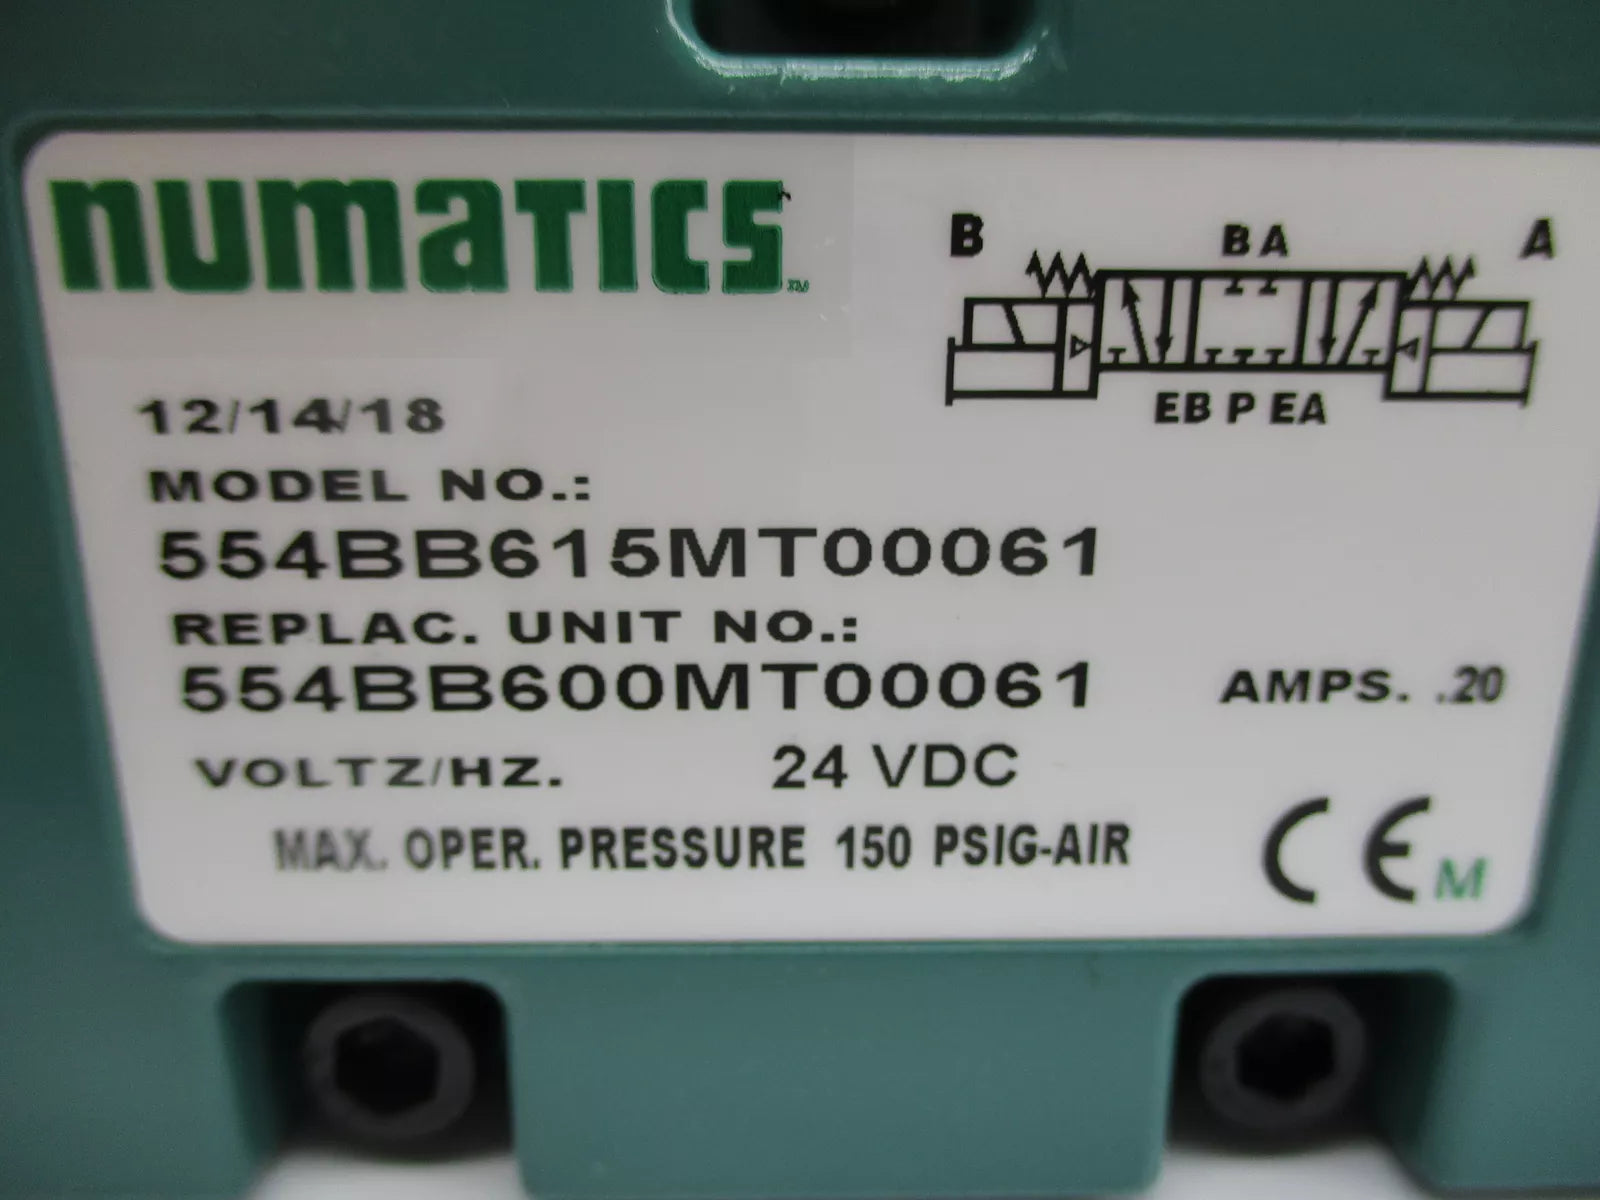 numatics™
B BA A
EB P EA
12/14/18
MODEL NO.:
554BB615MT00061
REPLAC. UNIT NO.:
554BB600MT00061 AMPS. .20
VOLTZ/HZ. 24 VDC
MAX. OPER. PRESSURE 150 PSIG-AIR
CE M